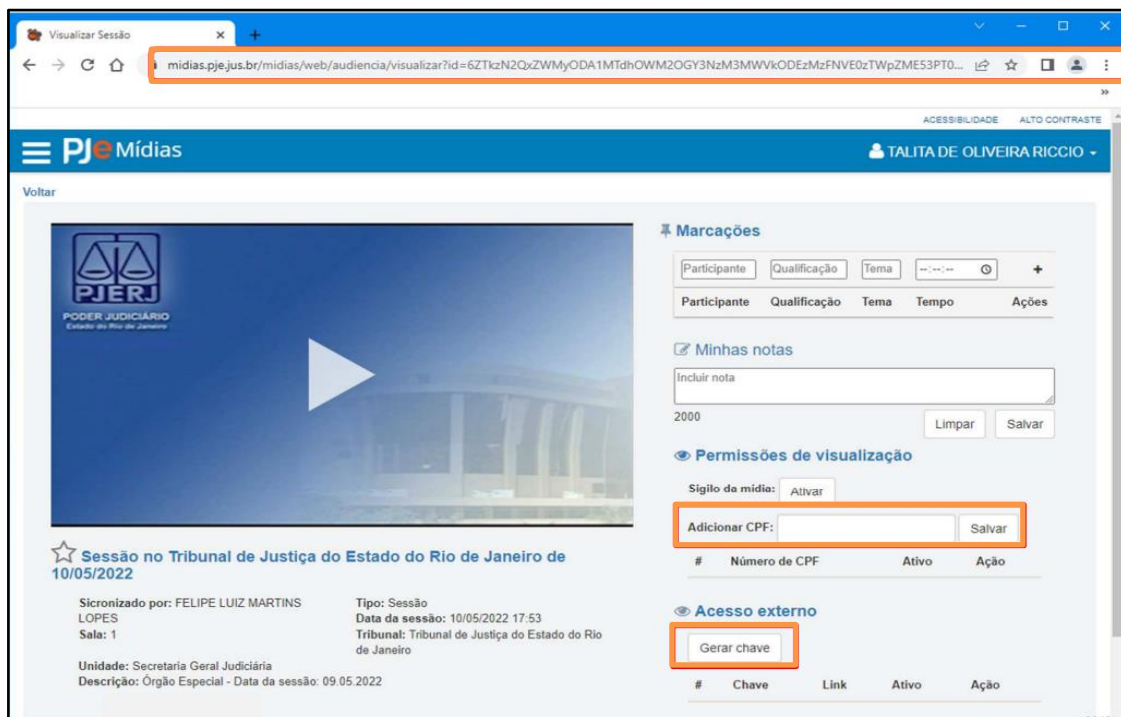 Visualizar Sessão
midias.pje.jus.br/midias/web/audiencia/visualizar?id=6ZTkzN2QxZWMyODA1MTdhOWM2OGY3NzM3MWVkODEzMzFNVE0zTWpZME53PT0...
ACESSIBILIDADE ALTO CONTRASTE
PJe Mídias
TALITA DE OLIVEIRA RICCIO
Voltar
PJERJ
PODER JUDICIÁRIO
Estado do Rio de Janeiro
Marcações
Participante Qualificação Tema --:--:-- +
Participante Qualificação Tema Tempo Ações
Minhas notas
Incluir nota
2000
Limpar Salvar
Permissões de visualização
Sigilo da mídia: Ativar
Adicionar CPF: Salvar
# Número de CPF Ativo Ação
Sessão no Tribunal de Justiça do Estado do Rio de Janeiro de
10/05/2022
Sicronizado por: FELIPE LUIZ MARTINS
LOPES
Sala: 1
Tipo: Sessão
Data da sessão: 10/05/2022 17:53
Tribunal: Tribunal de Justiça do Estado do Rio
de Janeiro
Unidade: Secretaria Geral Judiciária
Descrição: Órgão Especial - Data da sessão: 09.05.2022
Acesso externo
Gerar chave
# Chave Link Ativo Ação